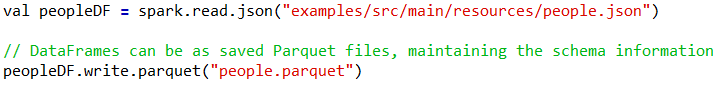 val peopleDF = spark.read.json("examples/src/main/resources/people.json")
// DataFrames can be as saved Parquet files, maintaining the schema information
peopleDF.write.parquet("people.parquet")